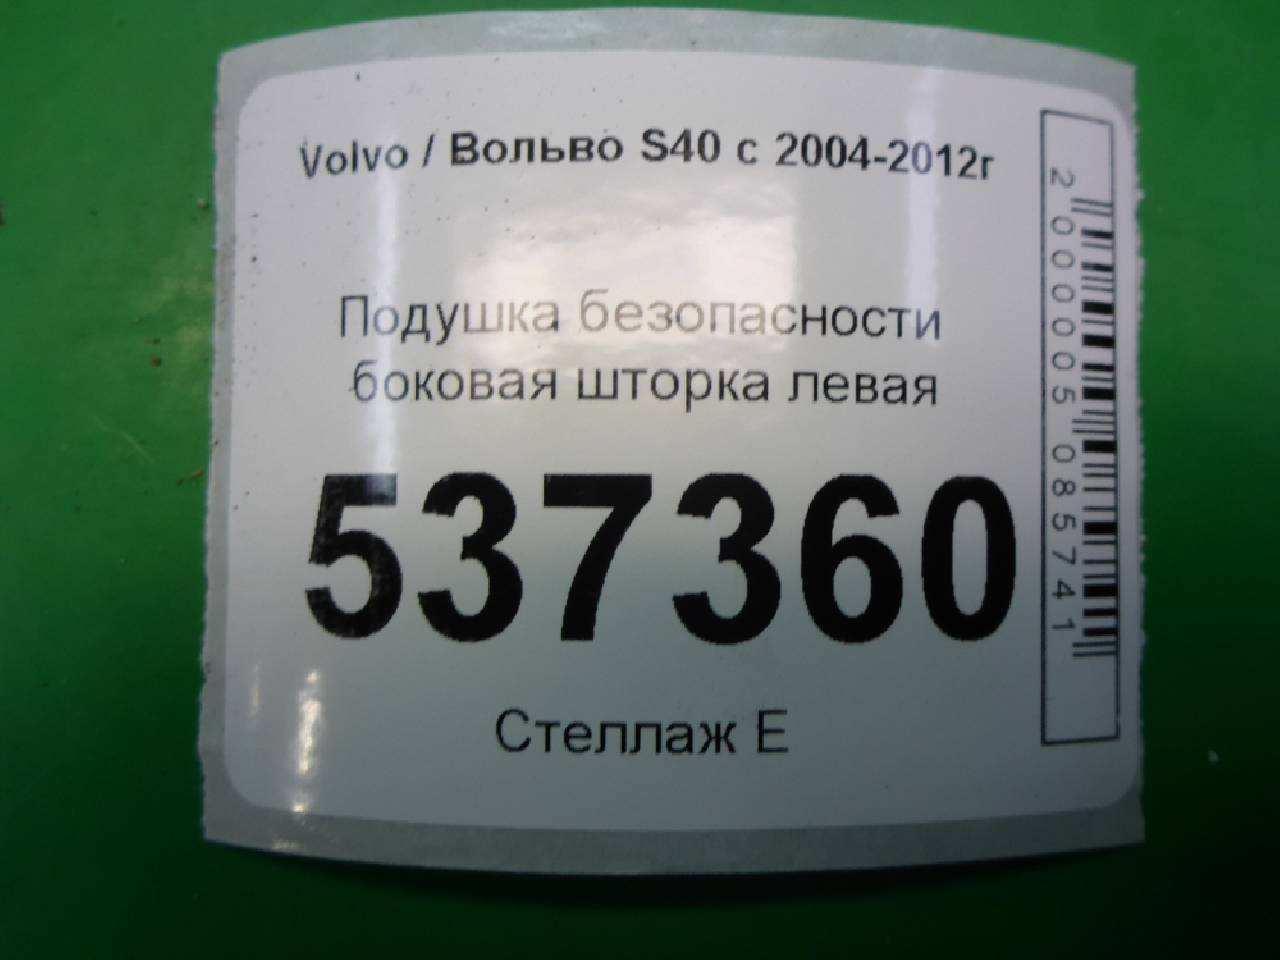 Volvo / Вольво S40 с 2004-2012г
Подушка безопасности
боковая шторка левая
537360
Стеллаж Е
2000005085741